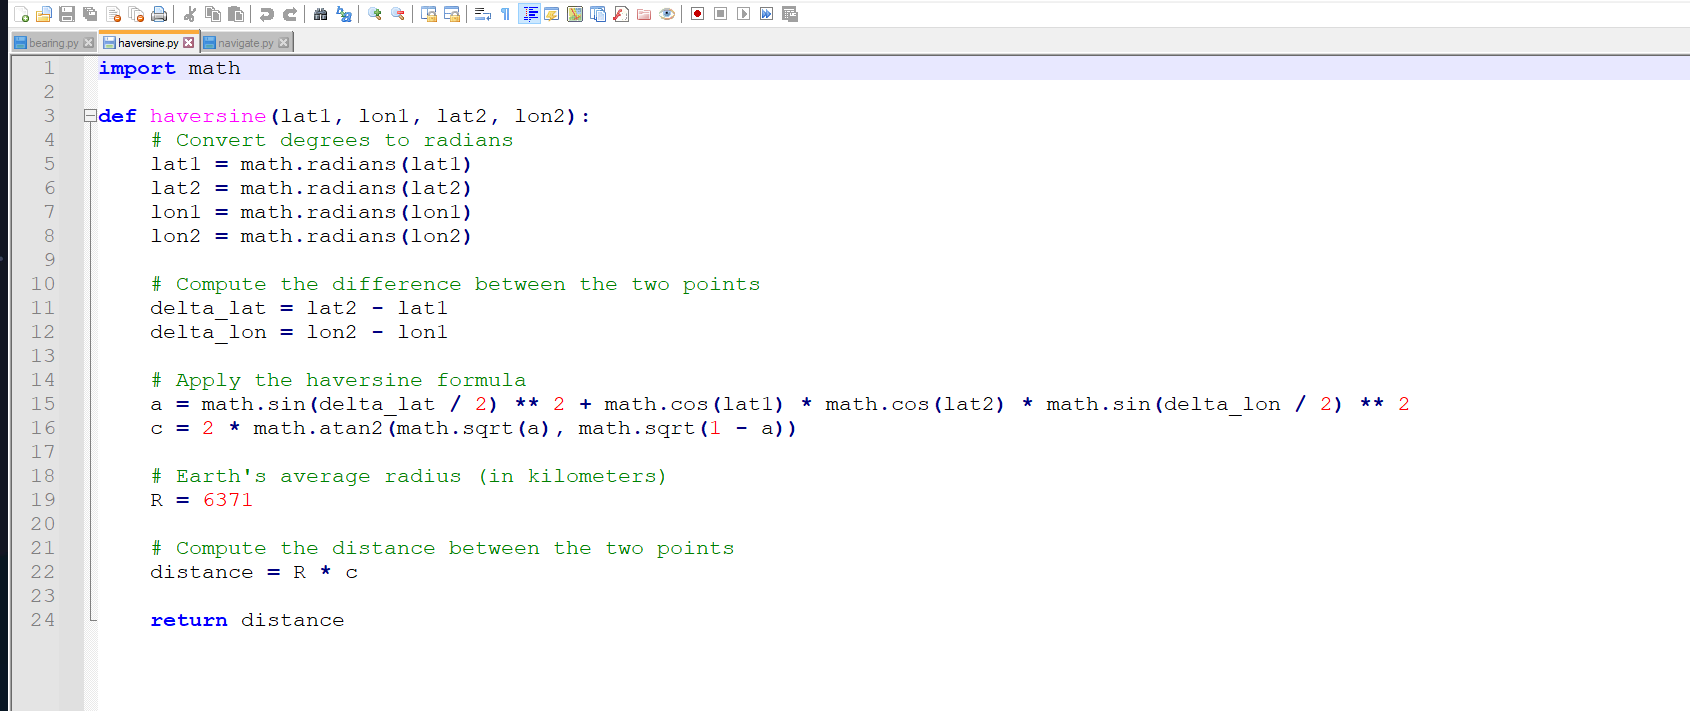 bearing.py haversine.py navigate.py
1 import math
2
3 def haversine(lat1, lon1, lat2, lon2):
4 # Convert degrees to radians
5 lat1 = math.radians(lat1)
6 lat2 = math.radians(lat2)
7 lon1 = math.radians(lon1)
8 lon2 = math.radians(lon2)
9
10 # Compute the difference between the two points
11 delta_lat = lat2 - lat1
12 delta_lon = lon2 - lon1
13
14 # Apply the haversine formula
15 a = math.sin(delta_lat / 2) ** 2 + math.cos(lat1) * math.cos(lat2) * math.sin(delta_lon / 2) ** 2
16 c = 2 * math.atan2(math.sqrt(a), math.sqrt(1 - a))
17
18 # Earth's average radius (in kilometers)
19 R = 6371
20
21 # Compute the distance between the two points
22 distance = R * c
23
24 return distance